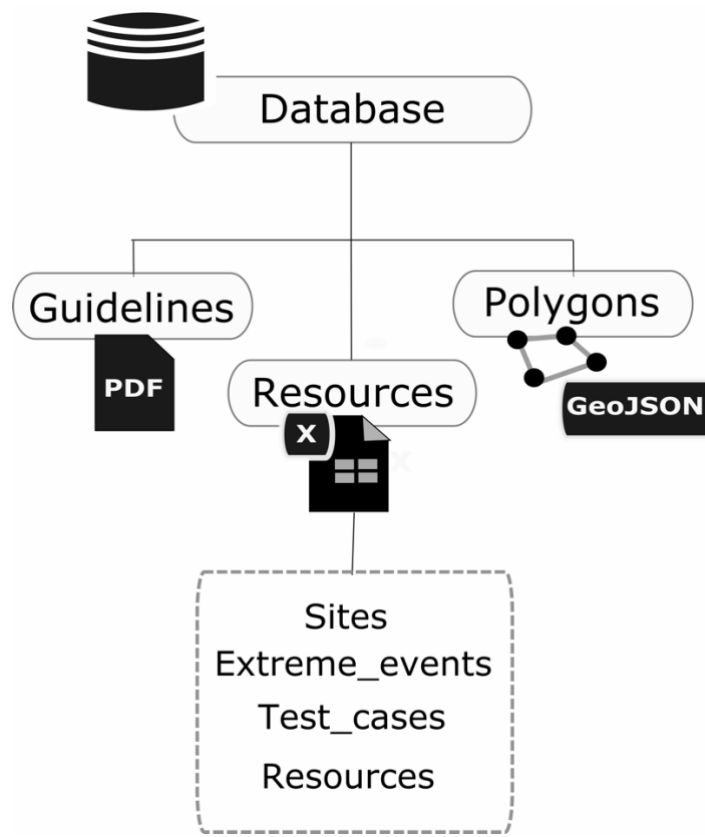 Database
Guidelines
PDF
Polygons
GeoJSON
Resources
X
Sites
Extreme_events
Test_cases
Resources